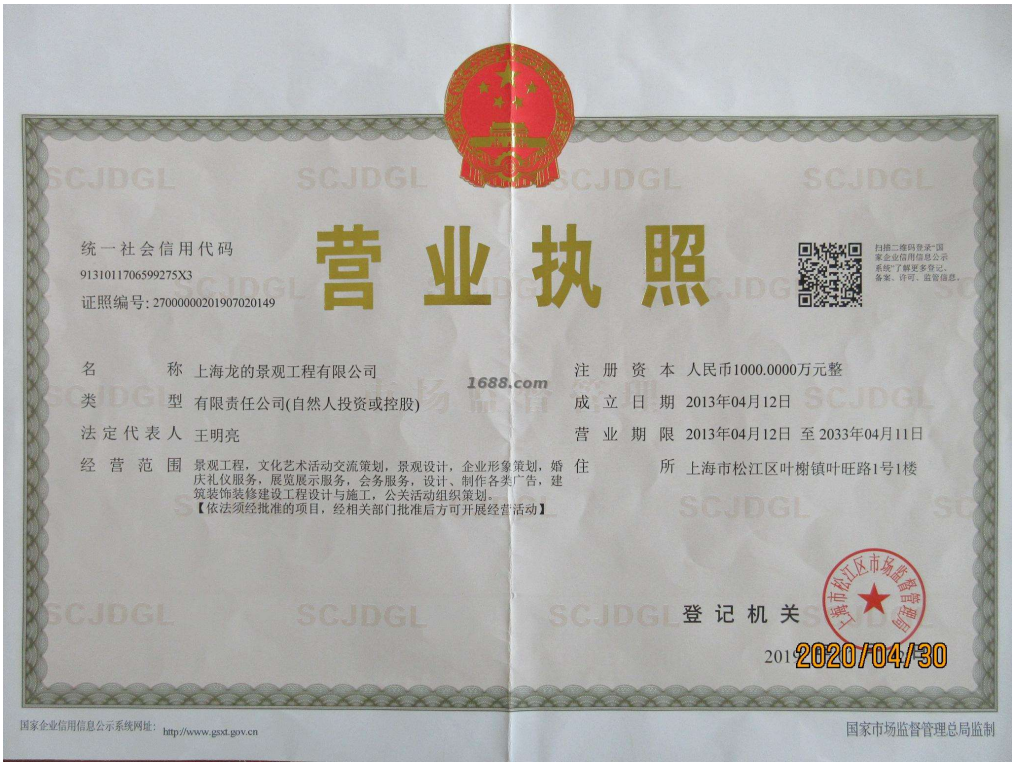 营业执照
统一社会信用代码
9131011706599275X3
证照编号: 27000000201907020149
扫描二维码登录“国
家企业信用信息公示
系统”了解更多登记、
备案、许可、监管信息。
名称 上海龙的景观工程有限公司
类型 有限责任公司(自然人投资或控股)
法定代表人 王明亮
经营范围 景观工程，文化艺术活动交流策划，景观设计，企业形象策划，婚
庆礼仪服务，展览展示服务，会务服务，设计、制作各类广告，建
筑装饰装修建设工程设计与施工，公关活动组织策划。
【依法须经批准的项目，经相关部门批准后方可开展经营活动】
注册资本 人民币1000.0000万元整
成立日期 2013年04月12日
营业期限 2013年04月12日 至 2033年04月11日
住所 上海市松江区叶榭镇叶旺路1号1楼
1688.com
市场监督管理
SCJDGL SCJDGL SCJDGL SCJDGL
SCJDGL SCJDGL SCJDGL SCJDGL
登记机关
上海市松江区市场监督管理局
2019
2020/04/30
国家企业信用信息公示系统网址: http://www.gsxt.gov.cn
国家市场监督管理总局监制